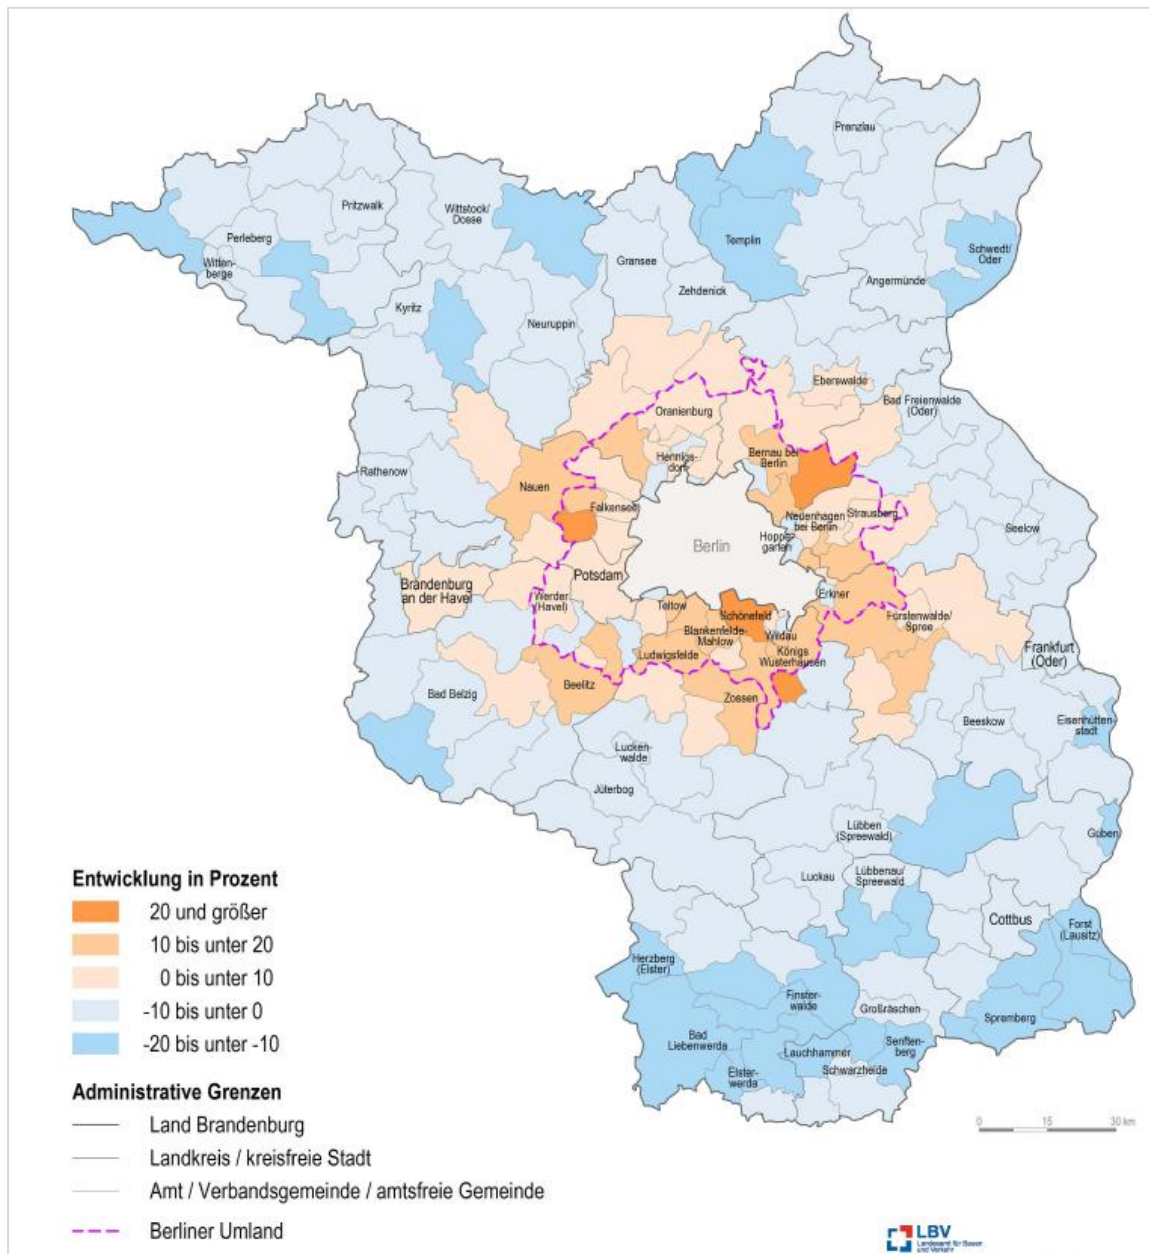 Prenzlau
Pritzwalk
Wittstock/
Dosse
Perleberg
Templin
Schwedt/
Oder
Witten-
berge
Gransee
Angermünde
Zehdenick
Kyritz
Neuruppin
Eberswalde
Bad Freienwalde
(Oder)
Oranienburg
Hennigs-
dorf
Bernau bei
Berlin
Rathenow
Nauen
Falkensee
Neuenhagen
bei Berlin
Strausberg
Seelow
Berlin
Hoppe-
garten
Potsdam
Brandenburg
an der Havel
Werder
(Havel)
Erkner
Teltow
Schönefeld
Fürstenwalde/
Spree
Blankenfelde-
Mahlow
Wildau
Ludwigsfelde
Königs
Wusterhausen
Frankfurt
(Oder)
Beelitz
Bad Belzig
Zossen
Beeskow
Eisenhütten-
stadt
Lucken-
walde
Jüterbog
Lübben
(Spreewald)
Guben
Luckau
Lübbenau/
Spreewald
Cottbus
Forst
(Lausitz)
Herzberg
(Elster)
Finster-
walde
Großräschen
Spremberg
Bad
Liebenwerda
Senften-
berg
Lauchhammer
Schwarzheide
Elster-
werda
Entwicklung in Prozent
20 und größer
10 bis unter 20
0 bis unter 10
-10 bis unter 0
-20 bis unter -10
Administrative Grenzen
Land Brandenburg
Landkreis / kreisfreie Stadt
Amt / Verbandsgemeinde / amtsfreie Gemeinde
Berliner Umland
0 15 30 km
LBV
Landesamt für Bauen
und Verkehr